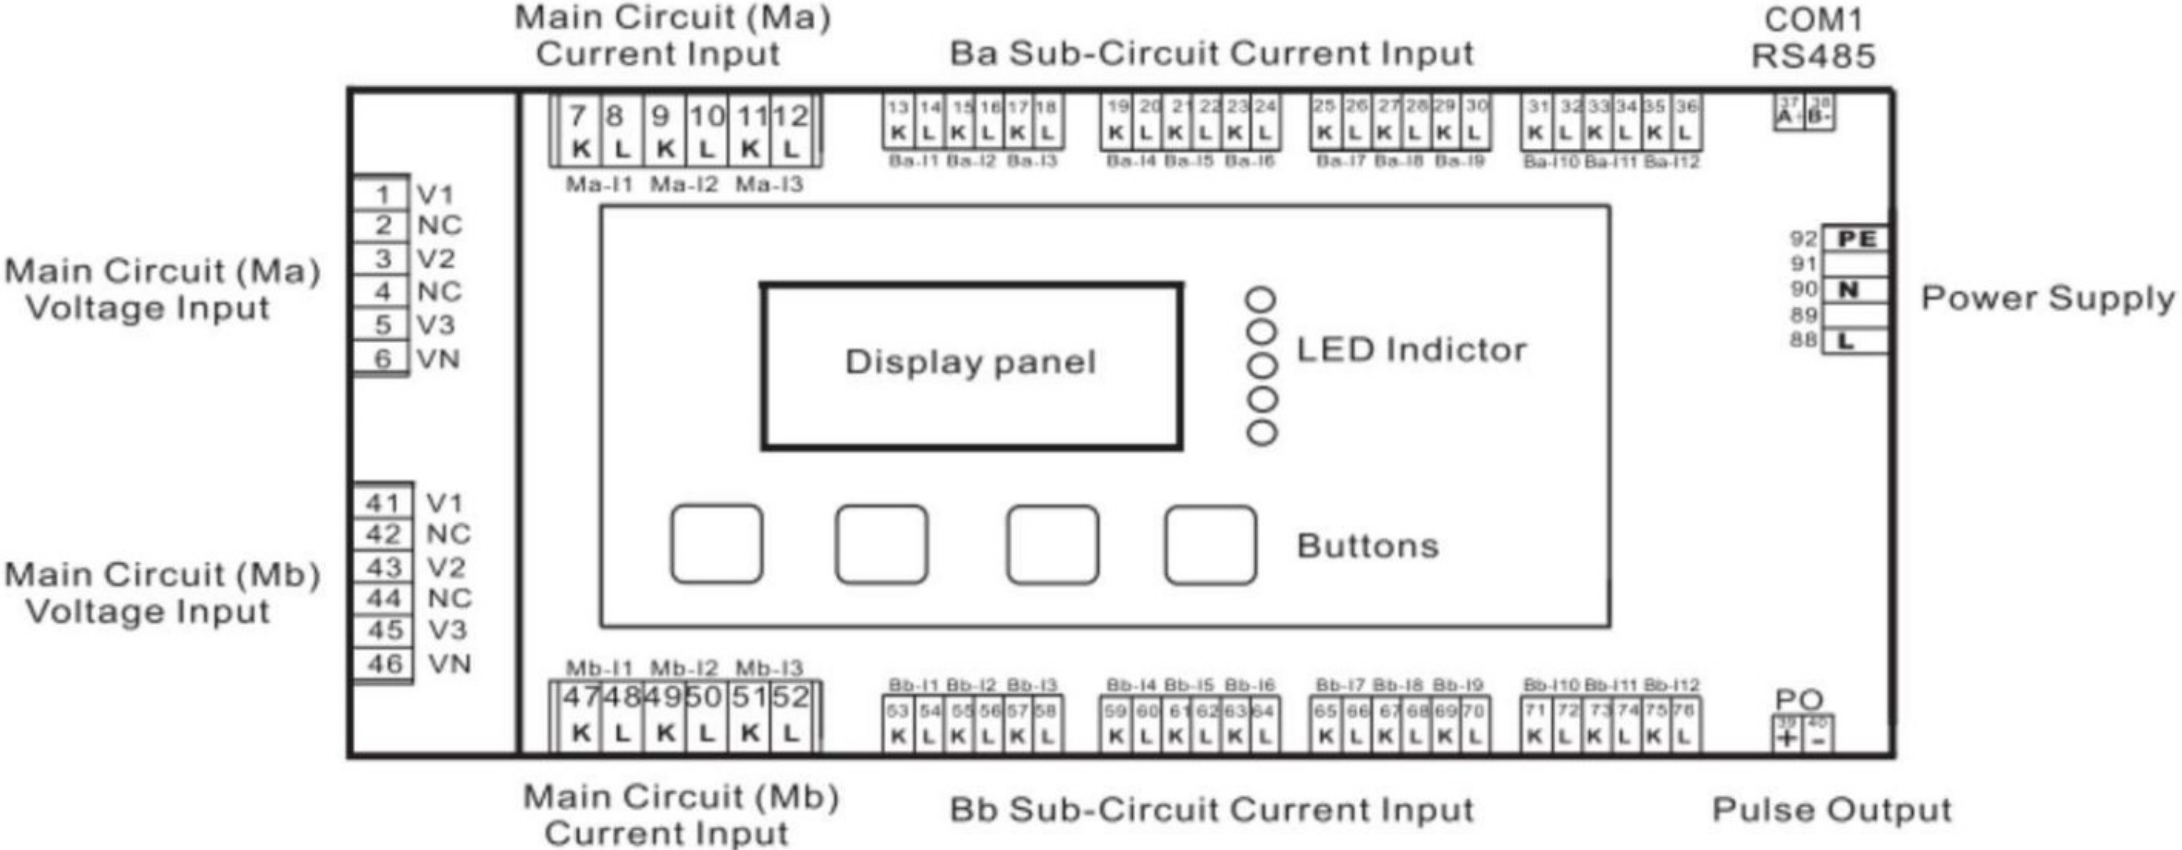 Main Circuit (Ma)
Current Input
Ba Sub-Circuit Current Input
COM1
RS485
7 8 9 10 11 12
K L K L K L
Ma-I1 Ma-I2 Ma-I3
13 14 15 16 17 18
K L K L K L
Ba-I1 Ba-I2 Ba-I3
19 20 21 22 23 24
K L K L K L
Ba-I4 Ba-I5 Ba-I6
25 26 27 28 29 30
K L K L K L
Ba-I7 Ba-I8 Ba-I9
31 32 33 34 35 36
K L K L K L
Ba-I10 Ba-I11 Ba-I12
37 38
A+ B-
Main Circuit (Ma)
Voltage Input
1 V1
2 NC
3 V2
4 NC
5 V3
6 VN
92 PE
91
90 N
89
88 L
Power Supply
Display panel
LED Indictor
Buttons
Main Circuit (Mb)
Voltage Input
41 V1
42 NC
43 V2
44 NC
45 V3
46 VN
Mb-I1 Mb-I2 Mb-I3
47 48 49 50 51 52
K L K L K L
Bb-I1 Bb-I2 Bb-I3
53 54 55 56 57 58
K L K L K L
Bb-I4 Bb-I5 Bb-I6
59 60 61 62 63 64
K L K L K L
Bb-I7 Bb-I8 Bb-I9
65 66 67 68 69 70
K L K L K L
Bb-I10 Bb-I11 Bb-I12
71 72 73 74 75 76
K L K L K L
PO
39 40
+ -
Main Circuit (Mb)
Current Input
Bb Sub-Circuit Current Input
Pulse Output